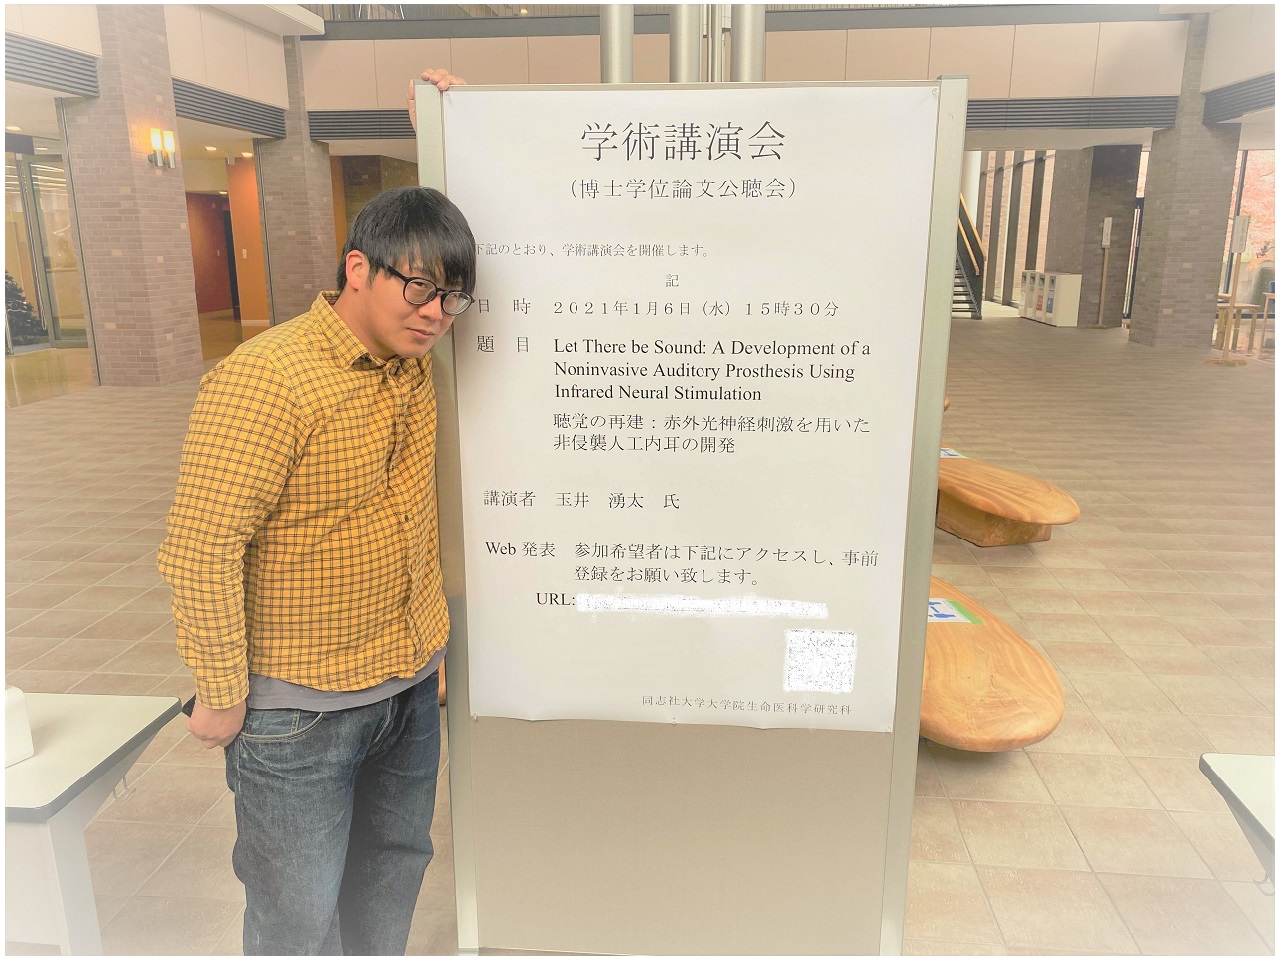 学術講演会
（博士学位論文公聴会）
下記のとおり、学術講演会を開催します。
記
日　時　２０２１年１月６日（水）１５時３０分
題　目　Let There be Sound: A Development of a
Noninvasive Auditory Prosthesis Using
Infrared Neural Stimulation
聴覚の再建：赤外光神経刺激を用いた
非侵襲人工内耳の開発
講演者　玉井　湧太　氏
Web 発表　参加希望者は下記にアクセスし、事前
登録をお願い致します。
URL:
同志社大学大学院生命医科学研究科